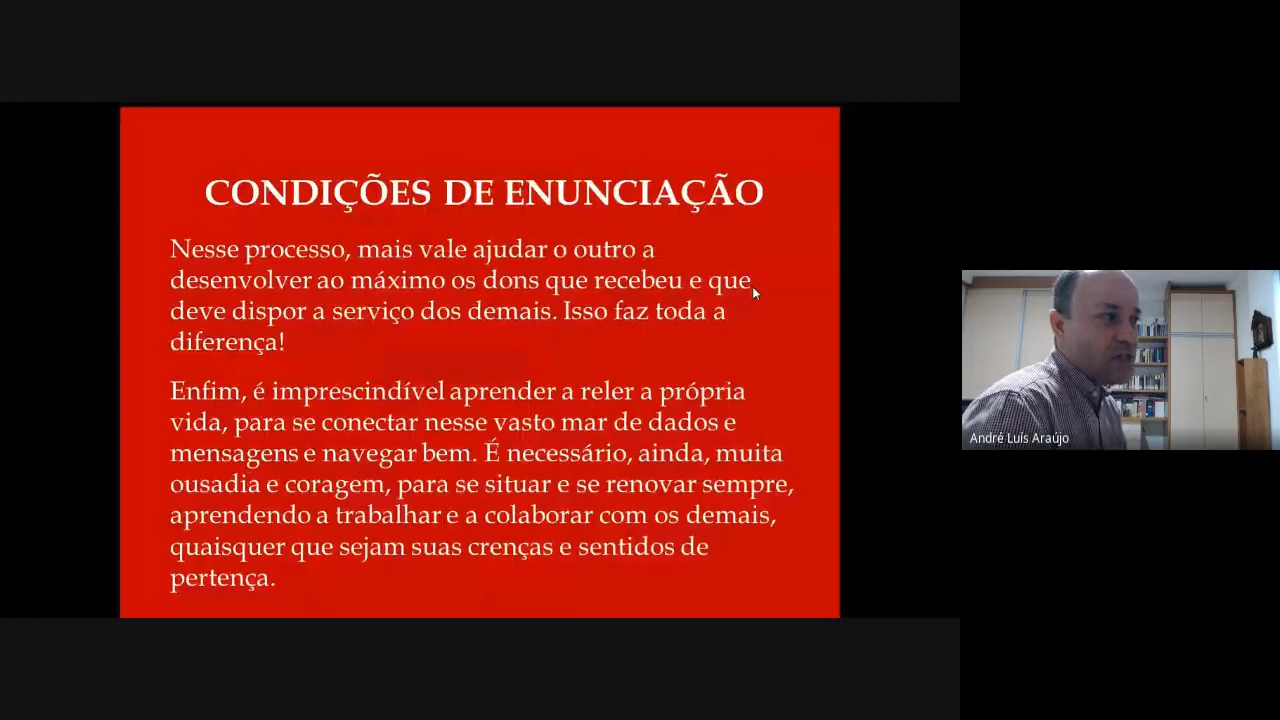 CONDIÇÕES DE ENUNCIAÇÃO
Nesse processo, mais vale ajudar o outro a
desenvolver ao máximo os dons que recebeu e que
deve dispor a serviço dos demais. Isso faz toda a
diferença!
Enfim, é imprescindível aprender a reler a própria
vida, para se conectar nesse vasto mar de dados e
mensagens e navegar bem. É necessário, ainda, muita
ousadia e coragem, para se situar e se renovar sempre,
aprendendo a trabalhar e a colaborar com os demais,
quaisquer que sejam suas crenças e sentidos de
pertença.
André Luís Araújo